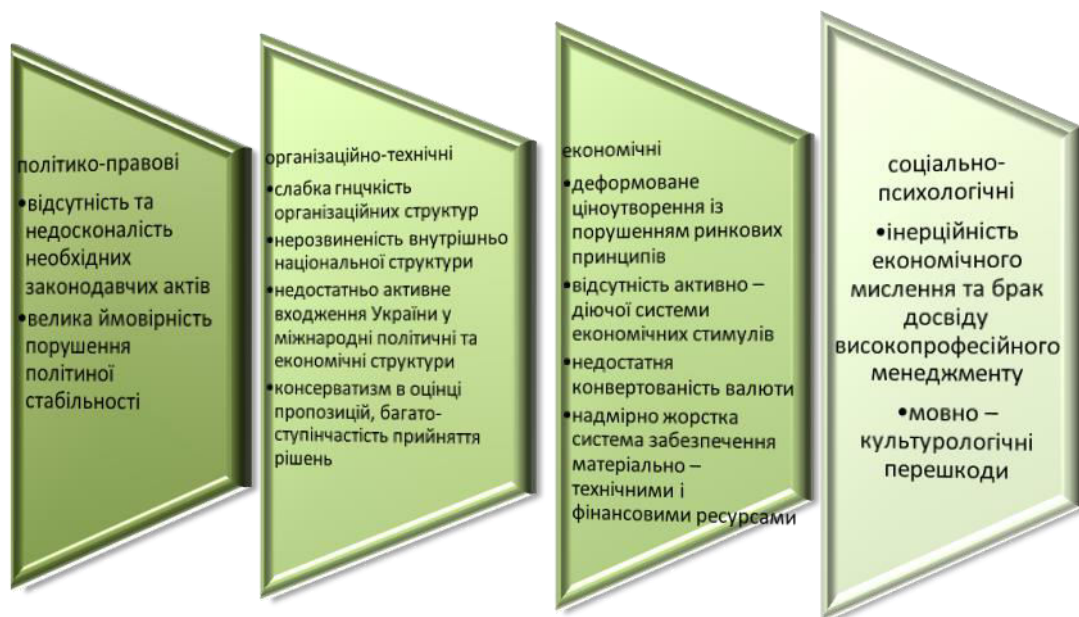 політико-правові
•відсутність та
недосконалість
необхідних
законодавчих актів
•велика ймовірність
порушення
політиної
стабільності
організаційно-технічні
•слабка гнцчкість
організаційних структур
•нерозвиненість внутрішньо
національної структури
•недостатньо активне
входження України у
міжнародні політичні та
економічні структури
•консерватизм в оцінці
пропозицій, багато-
ступінчастість прийняття
рішень
економічні
•деформоване
ціноутворення із
порушенням ринкових
принципів
•відсутність активно –
діючої системи
економічних стимулів
•недостатня
конвертованість валюти
•надмірно жорстка
система забезпечення
матеріально –
технічними і
фінансовими ресурсами
соціально-
психологічні
•інерційність
економічного
мислення та брак
досвіду
високопрофесійного
менеджменту
•мовно –
культурологічні
перешкоди